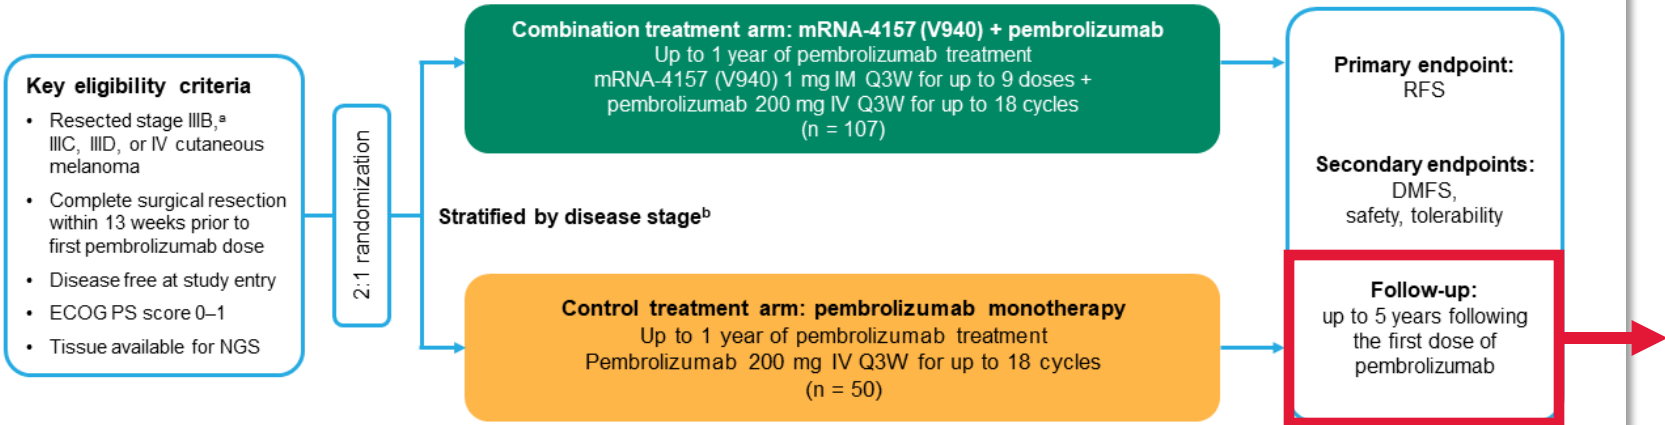 Key eligibility criteria
• Resected stage IIIB,ᵃ
IIIC, IIID, or IV cutaneous
melanoma
• Complete surgical resection
within 13 weeks prior to
first pembrolizumab dose
• Disease free at study entry
• ECOG PS score 0–1
• Tissue available for NGS
2:1 randomization
Combination treatment arm: mRNA-4157 (V940) + pembrolizumab
Up to 1 year of pembrolizumab treatment
mRNA-4157 (V940) 1 mg IM Q3W for up to 9 doses +
pembrolizumab 200 mg IV Q3W for up to 18 cycles
(n = 107)
Stratified by disease stageᵇ
Control treatment arm: pembrolizumab monotherapy
Up to 1 year of pembrolizumab treatment
Pembrolizumab 200 mg IV Q3W for up to 18 cycles
(n = 50)
Primary endpoint:
RFS
Secondary endpoints:
DMFS,
safety, tolerability
Follow-up:
up to 5 years following
the first dose of
pembrolizumab